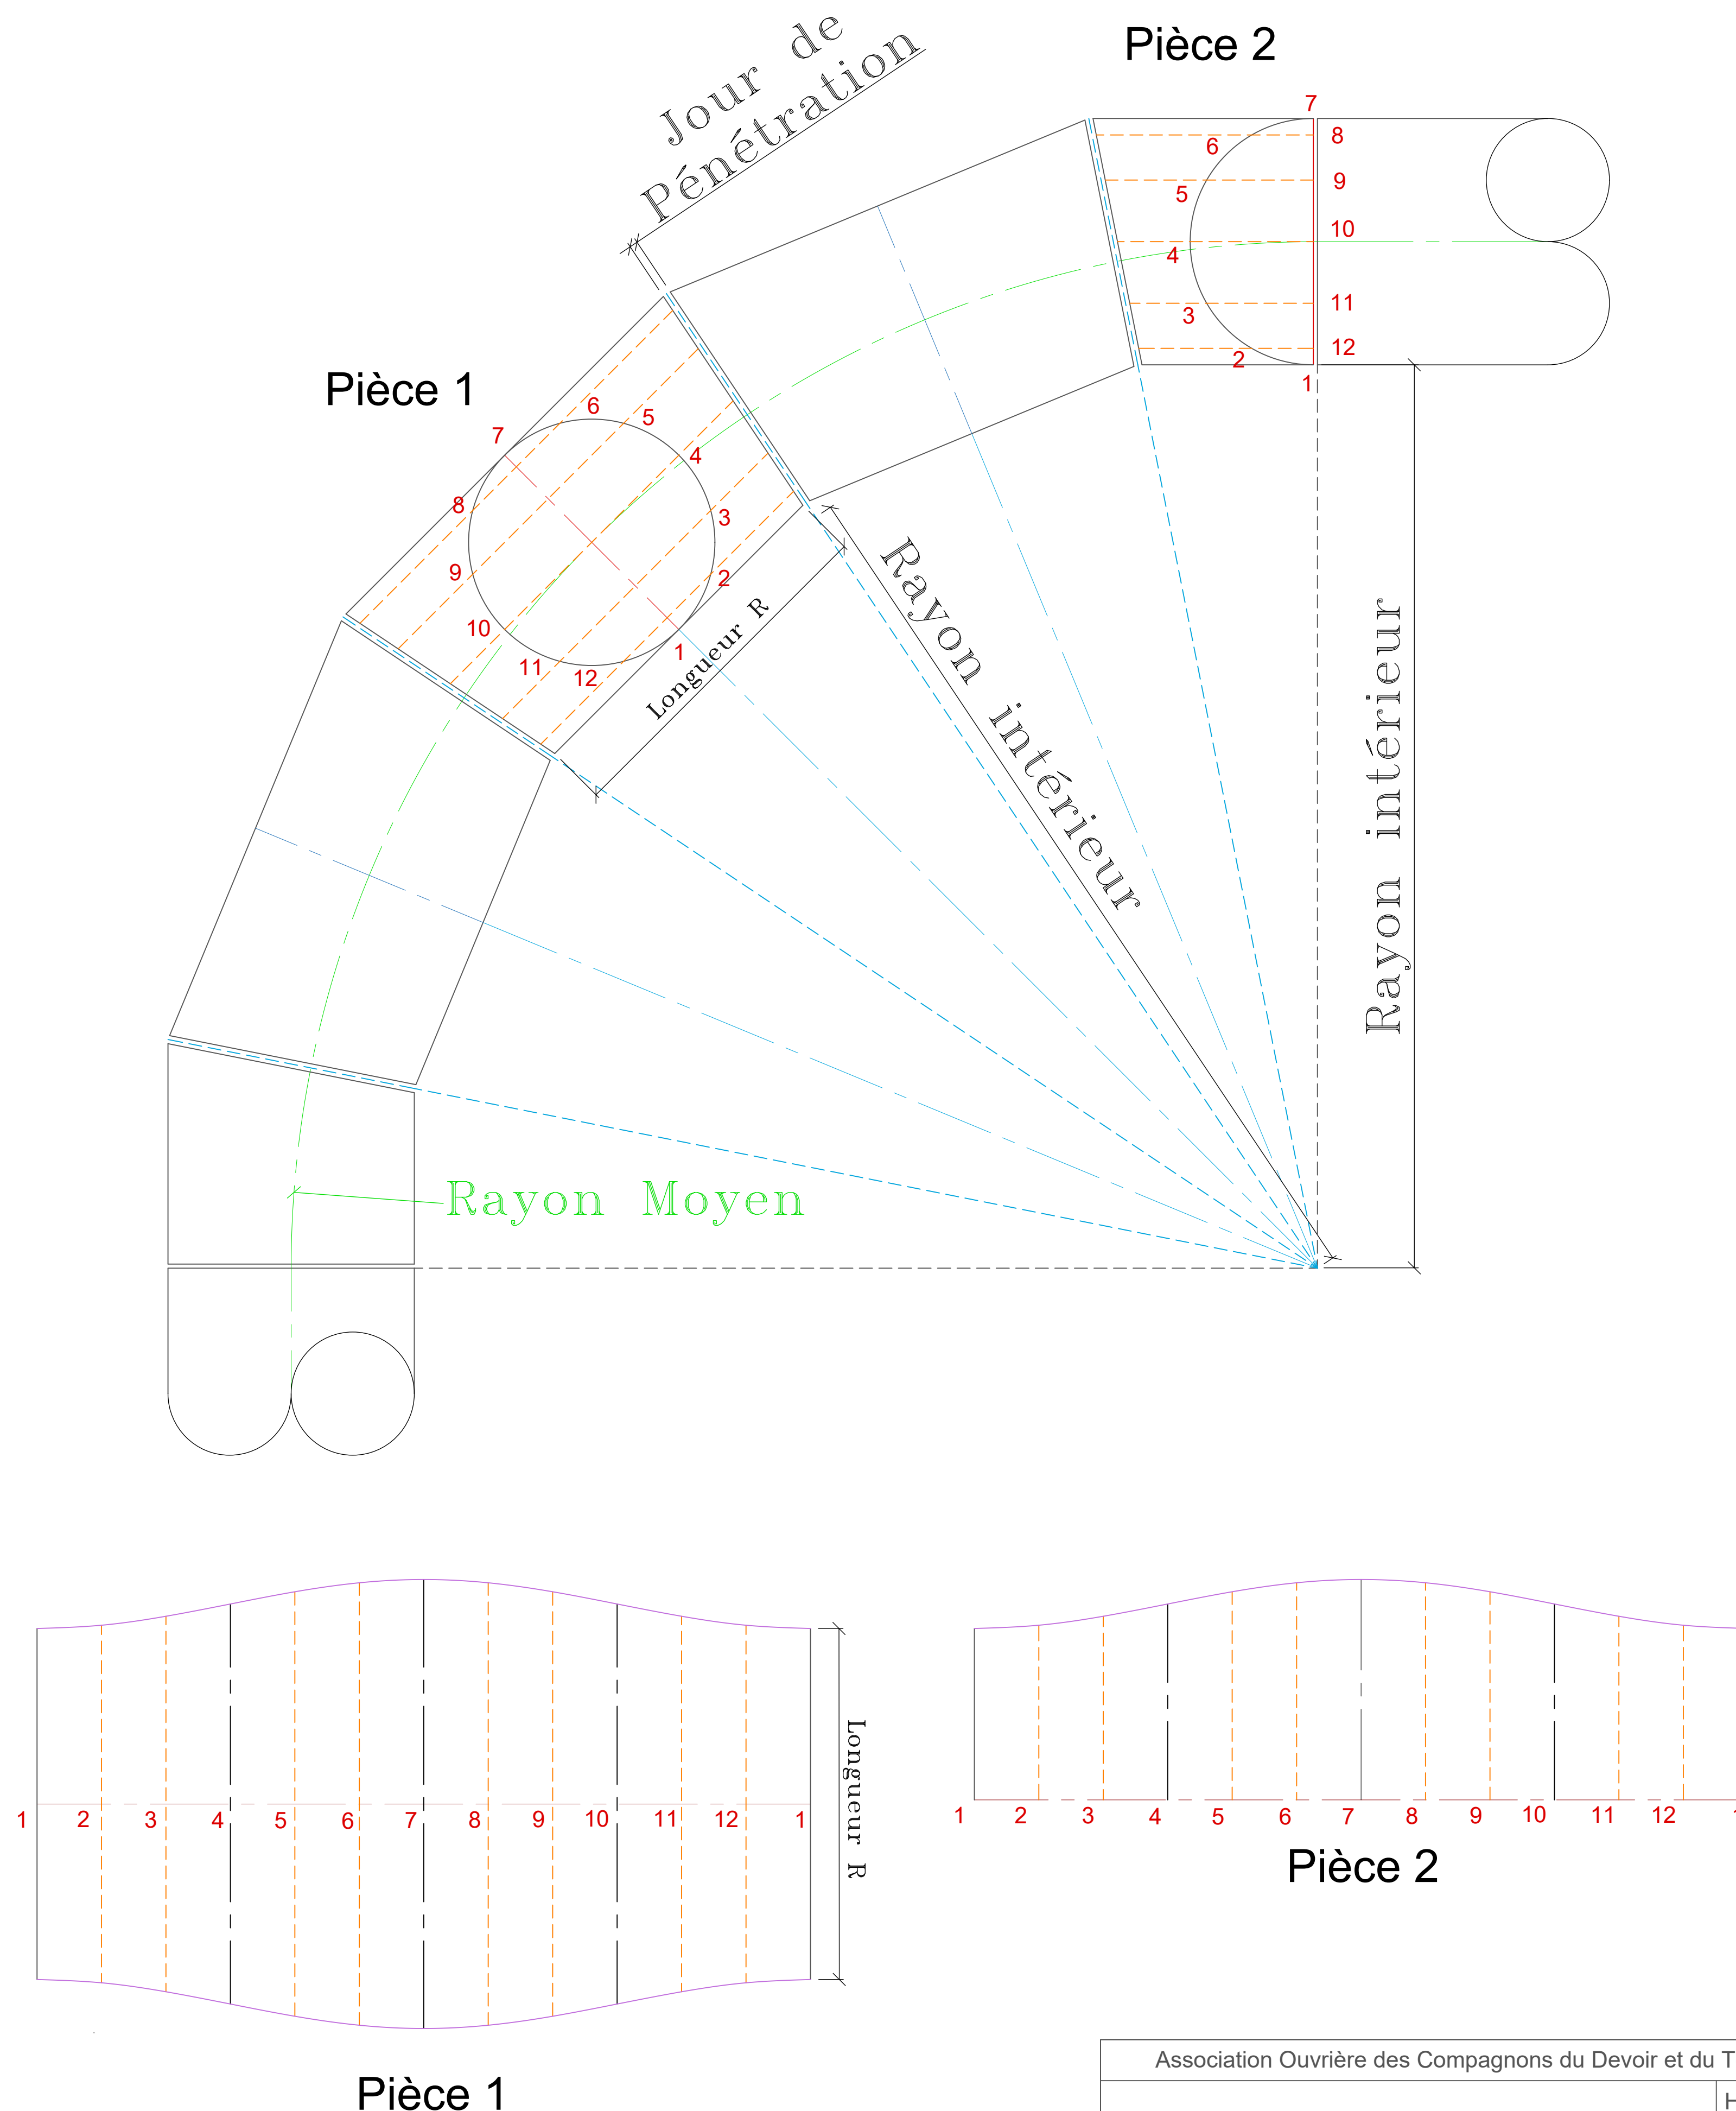 Jour de
Pénétration
Pièce 2
7
8
6
9
5
10
4
11
3
12
2
1
Pièce 1
6
5
7
4
8
3
9
2
10
1
11
12
Longueur R
Rayon intérieur
Rayon intérieur
Rayon Moyen
1 2 3 4 5 6 7 8 9 10 11 12 1
Longueur R
Pièce 1
1 2 3 4 5 6 7 8 9 10 11 12
Pièce 2
Association Ouvrière des Compagnons du Devoir et du T